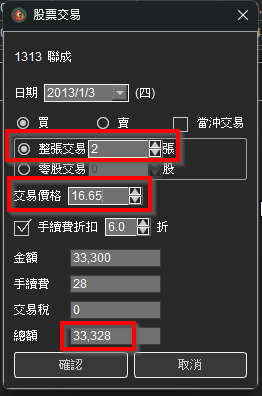 股票交易
1313 聯成
日期 2013/1/3 (四)
買 賣 當沖交易
整張交易 2 張
零股交易 0 股
交易價格 16.65
手續費折扣 6.0 折
金額 33,300
手續費 28
交易稅 0
總額 33,328
確認 取消